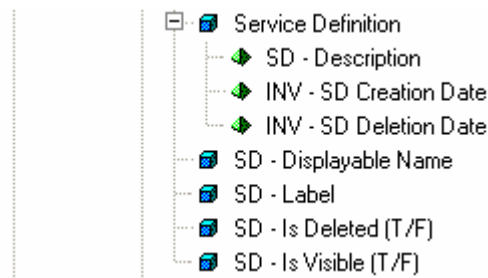 Service Definition
SD - Description
INV - SD Creation Date
INV - SD Deletion Date
SD - Displayable Name
SD - Label
SD - Is Deleted (T/F)
SD - Is Visible (T/F)